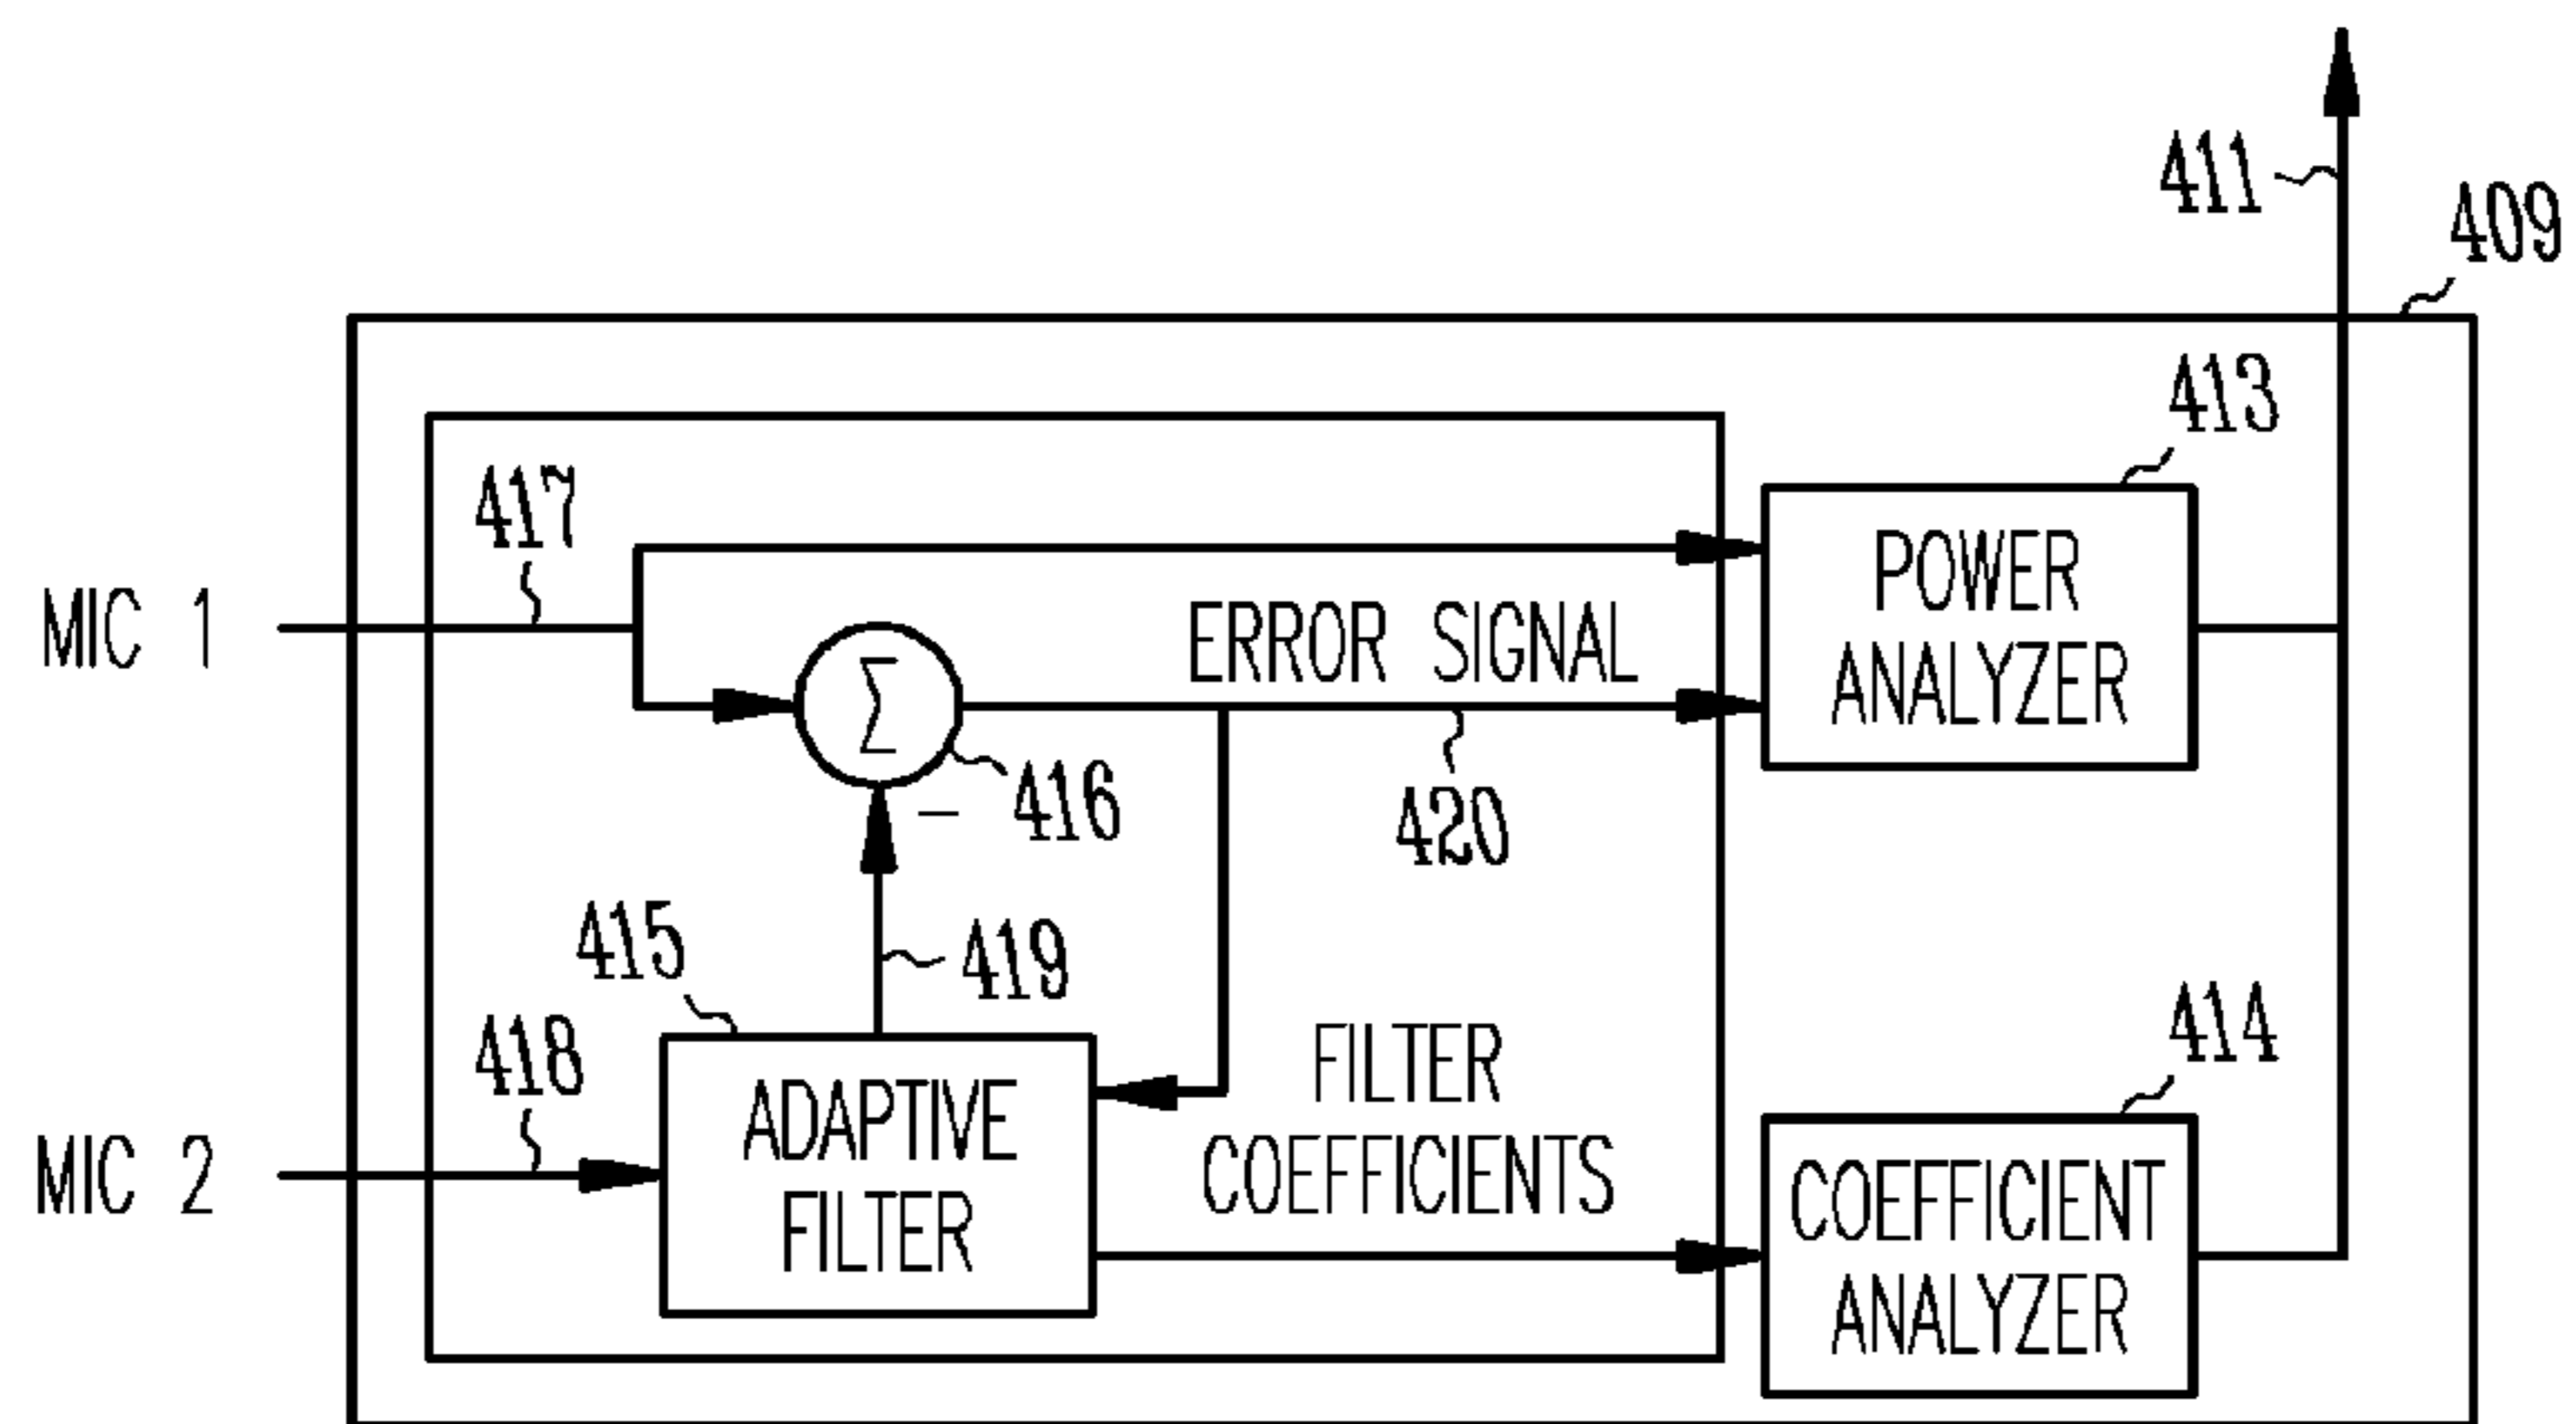 411
409
413
417
POWER
ANALYZER
MIC 1
ERROR SIGNAL
Σ
416
–
420
415
419
414
418
FILTER
COEFFICIENTS
ADAPTIVE
FILTER
MIC 2
COEFFICIENT
ANALYZER